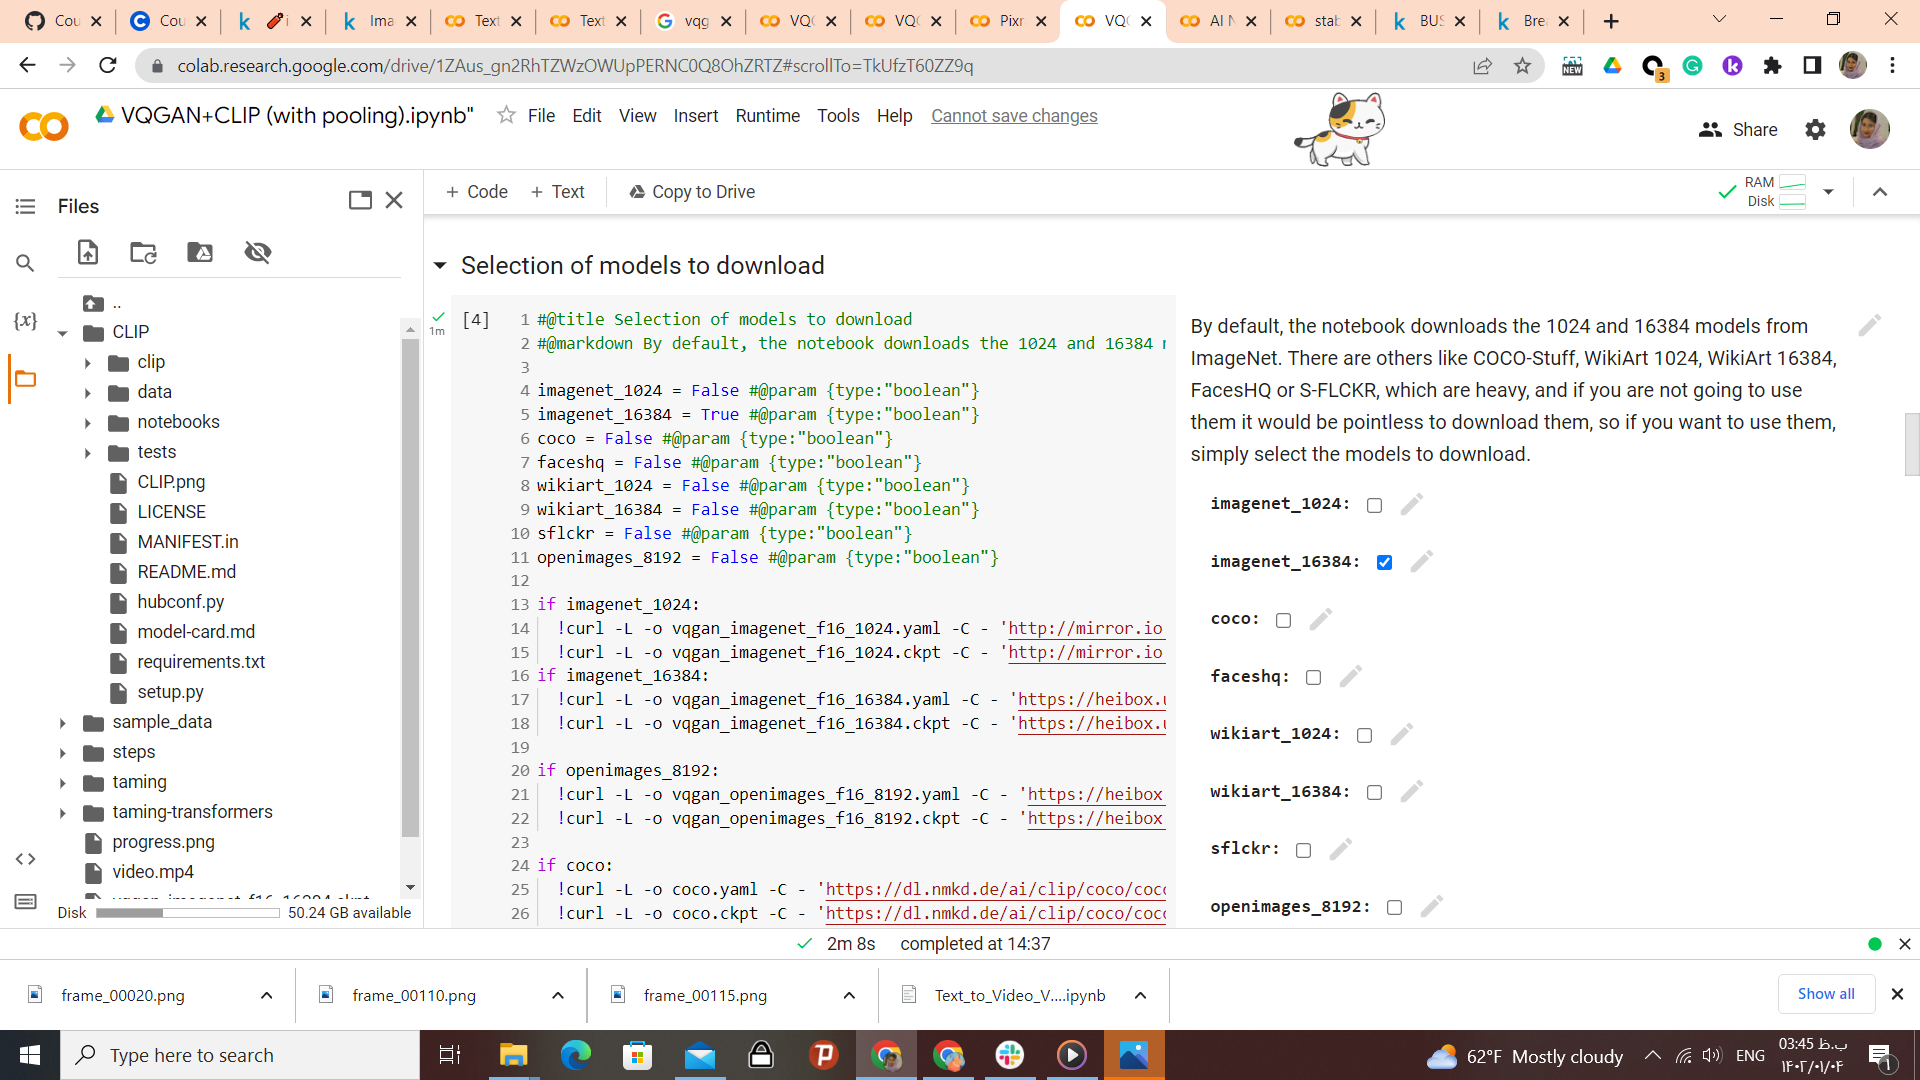 Cou
Cou
i
Ima
Text
Text
vqg
VQG
VQG
Pixr
VQG
AI N
stab
BUS
Brea
colab.research.google.com/drive/1ZAus_gn2RhTZWzOWUpPERNC0Q8OhZRTZ#scrollTo=TkUfzT60ZZ9q
NEW
3
VQGAN+CLIP (with pooling).ipynb"
File Edit View Insert Runtime Tools Help Cannot save changes
Share
Files
+ Code + Text Copy to Drive
RAM
Disk
..
CLIP
clip
data
notebooks
tests
CLIP.png
LICENSE
MANIFEST.in
README.md
hubconf.py
model-card.md
requirements.txt
setup.py
sample_data
steps
taming
taming-transformers
progress.png
video.mp4
vqgan_imagenet_f16_16384.ckpt
Disk 50.24 GB available
{x}
Selection of models to download
1m
[4]
1 #@title Selection of models to download
2 #@markdown By default, the notebook downloads the 1024 and 16384 m
3
4 imagenet_1024 = False #@param {type:"boolean"}
5 imagenet_16384 = True #@param {type:"boolean"}
6 coco = False #@param {type:"boolean"}
7 faceshq = False #@param {type:"boolean"}
8 wikiart_1024 = False #@param {type:"boolean"}
9 wikiart_16384 = False #@param {type:"boolean"}
10 sflckr = False #@param {type:"boolean"}
11 openimages_8192 = False #@param {type:"boolean"}
12
13 if imagenet_1024:
14 !curl -L -o vqgan_imagenet_f16_1024.yaml -C - 'http://mirror.io
15 !curl -L -o vqgan_imagenet_f16_1024.ckpt -C - 'http://mirror.io
16 if imagenet_16384:
17 !curl -L -o vqgan_imagenet_f16_16384.yaml -C - 'https://heibox.u
18 !curl -L -o vqgan_imagenet_f16_16384.ckpt -C - 'https://heibox.u
19
20 if openimages_8192:
21 !curl -L -o vqgan_openimages_f16_8192.yaml -C - 'https://heibox
22 !curl -L -o vqgan_openimages_f16_8192.ckpt -C - 'https://heibox
23
24 if coco:
25 !curl -L -o coco.yaml -C - 'https://dl.nmkd.de/ai/clip/coco/coco
26 !curl -L -o coco.ckpt -C - 'https://dl.nmkd.de/ai/clip/coco/coco
By default, the notebook downloads the 1024 and 16384 models from
ImageNet. There are others like COCO-Stuff, WikiArt 1024, WikiArt 16384,
FacesHQ or S-FLCKR, which are heavy, and if you are not going to use
them it would be pointless to download them, so if you want to use them,
simply select the models to download.
imagenet_1024:
imagenet_16384:
coco:
faceshq:
wikiart_1024:
wikiart_16384:
sflckr:
openimages_8192:
2m 8s completed at 14:37
frame_00020.png
frame_00110.png
frame_00115.png
Text_to_Video_V....ipynb
Show all
Type here to search
62°F Mostly cloudy
ENG
03:45 ب.ظ
۱۴۰۲/۰۱/۰۴
1